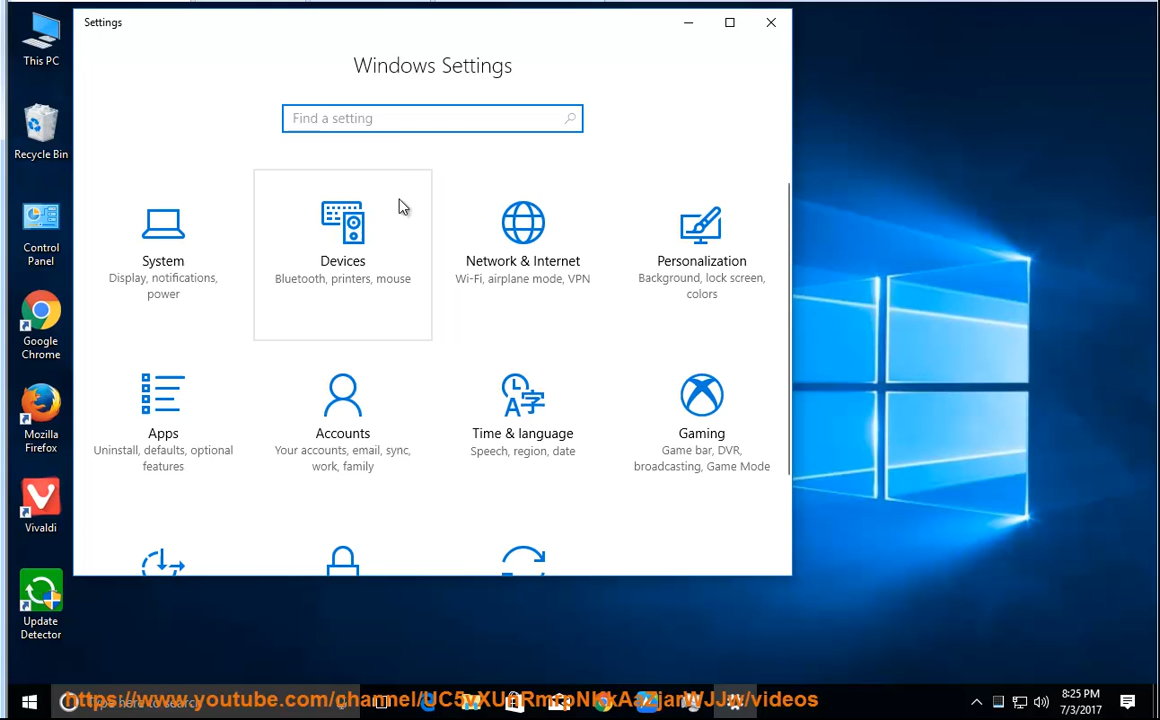 This PC
Recycle Bin
Control
Panel
Google
Chrome
Mozilla
Firefox
Vivaldi
Update
Detector
Settings
Windows Settings
Find a setting
System
Display, notifications,
power
Devices
Bluetooth, printers, mouse
Network & Internet
Wi-Fi, airplane mode, VPN
Personalization
Background, lock screen,
colors
Apps
Uninstall, defaults, optional
features
Accounts
Your accounts, email, sync,
work, family
Time & language
Speech, region, date
Gaming
Game bar, DVR,
broadcasting, Game Mode
8:25 PM
7/3/2017